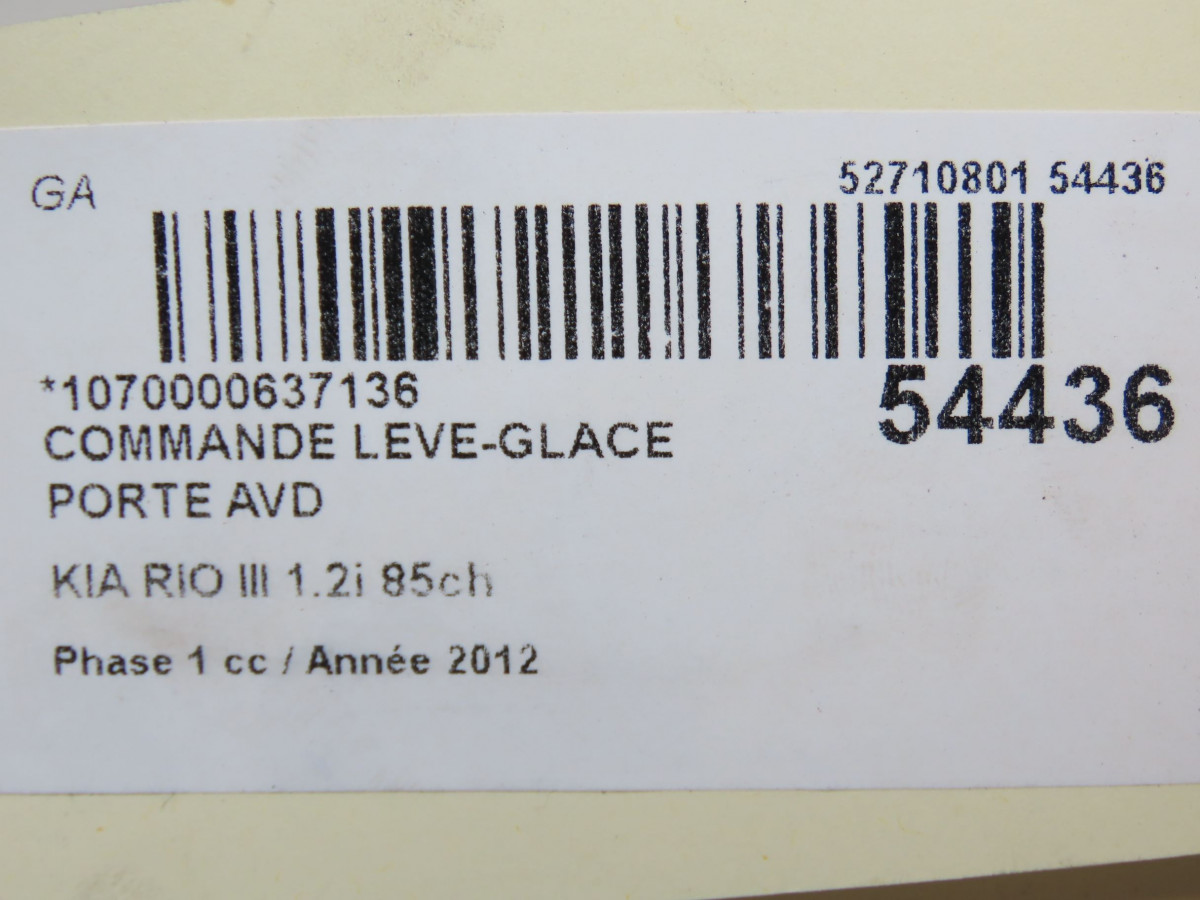 GA
52710801 54436
*1070000637136
54436
COMMANDE LEVE-GLACE
PORTE AVD
KIA RIO III 1.2i 85ch
Phase 1 cc / Année 2012